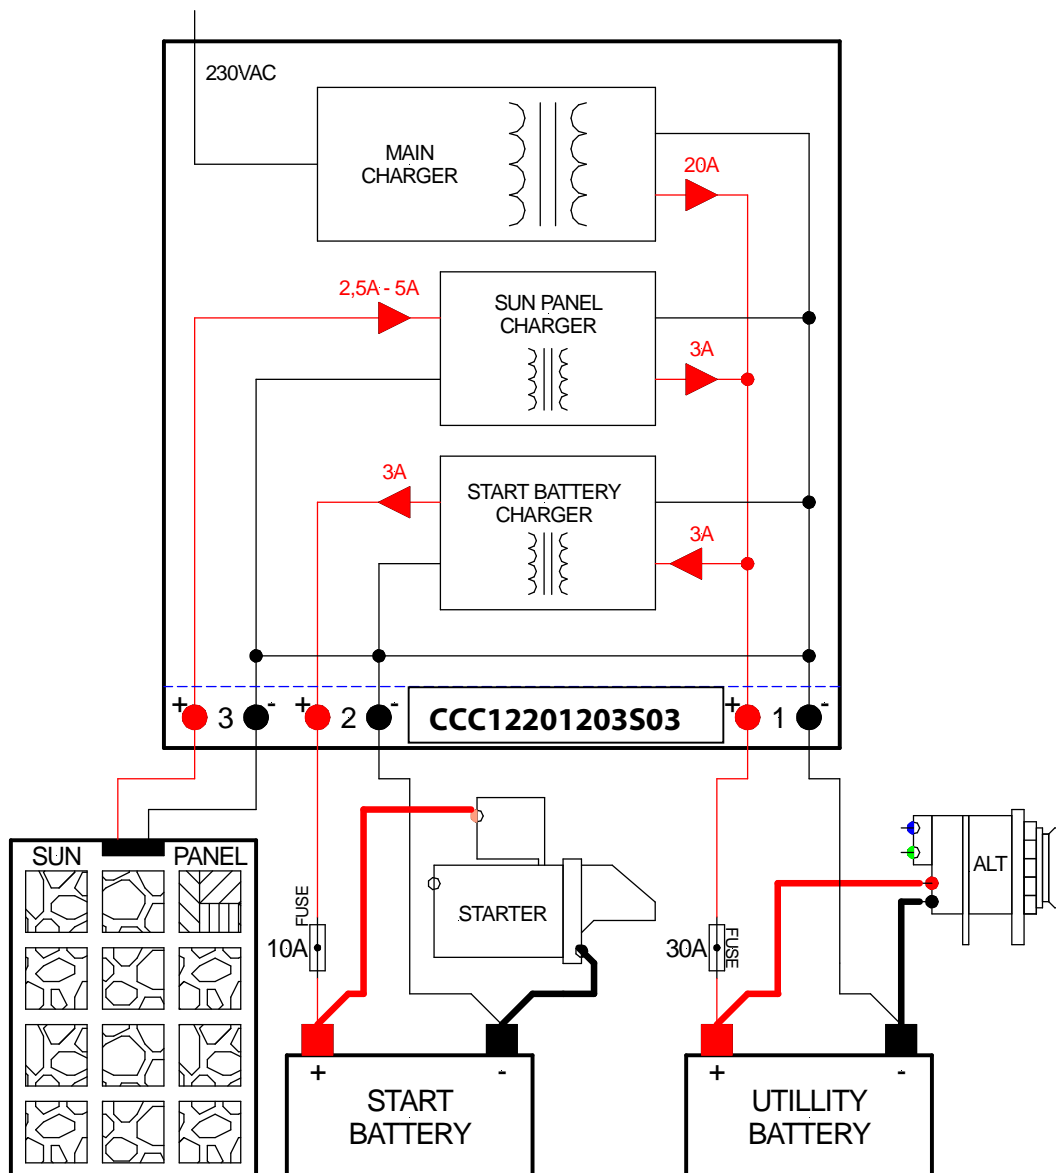 230VAC
MAIN
CHARGER
20A
2,5A - 5A
SUN PANEL
CHARGER
3A
3A
START BATTERY
CHARGER
3A
+ 3 - + 2 - CCC12201203S03 + 1 -
SUN PANEL
STARTER
ALT
FUSE
10A
30A
FUSE
+ -
START
BATTERY
+ -
UTILLITY
BATTERY